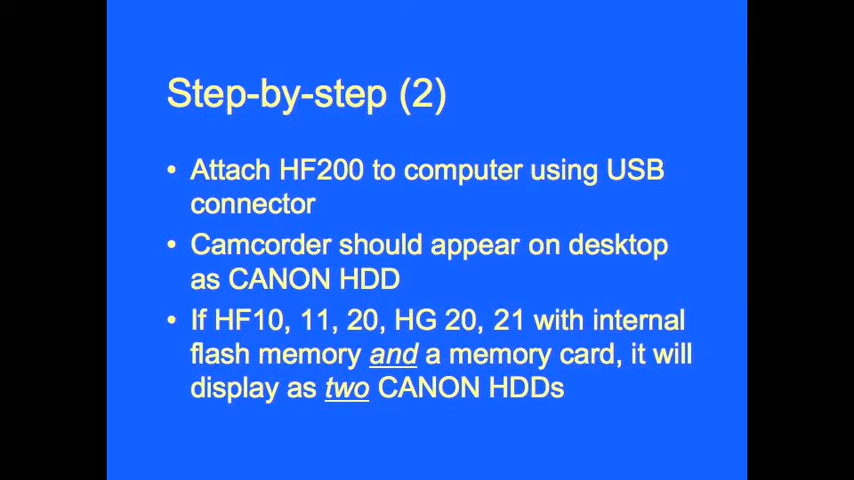 Step-by-step (2)
• Attach HF200 to computer using USB
connector
• Camcorder should appear on desktop
as CANON HDD
• If HF10, 11, 20, HG 20, 21 with internal
flash memory and a memory card, it will
display as two CANON HDDs